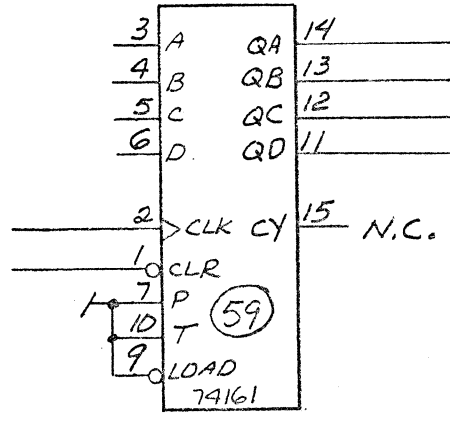 3 A QA 14
4 B QB 13
5 C QC 12
6 D QD 11
2 CLK CY 15 N.C.
1 CLR
7 P
59
10 T
9 LOAD
74161